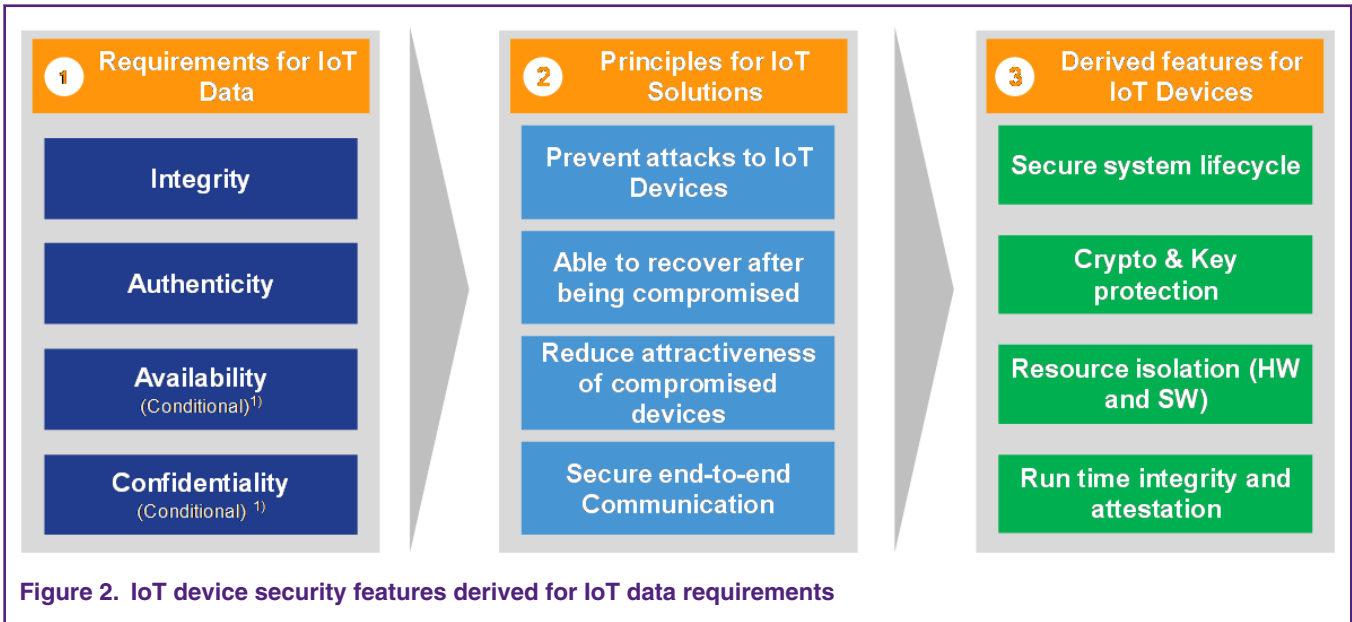 1
Requirements for IoT
Data
Integrity
Authenticity
Availability
(Conditional)1)
Confidentiality
(Conditional) 1)
2
Principles for IoT
Solutions
Prevent attacks to IoT
Devices
Able to recover after
being compromised
Reduce attractiveness
of compromised
devices
Secure end-to-end
Communication
3
Derived features for
IoT Devices
Secure system lifecycle
Crypto & Key
protection
Resource isolation (HW
and SW)
Run time integrity and
attestation
Figure 2. IoT device security features derived for IoT data requirements